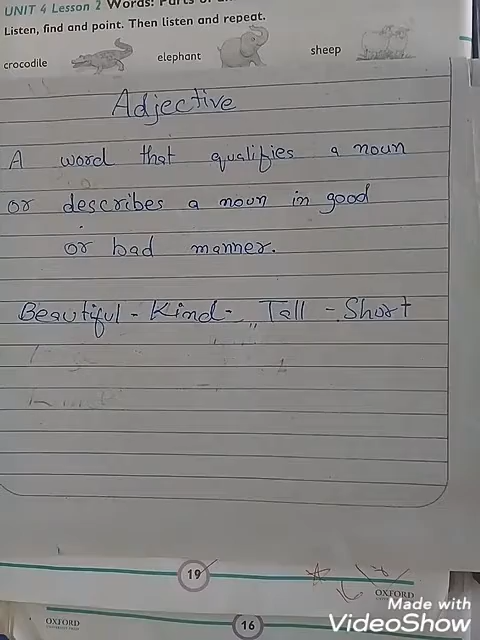 UNIT 4 Lesson 2 Words: Parts of
Listen, find and point. Then listen and repeat.
crocodile elephant sheep
Adjective
A word that qualifies a noun
or describes a noun in good
or bad manner.
Beautiful - Kind - Tall - Short
19
OXFORD
OXFORD
16
Made with
VideoShow